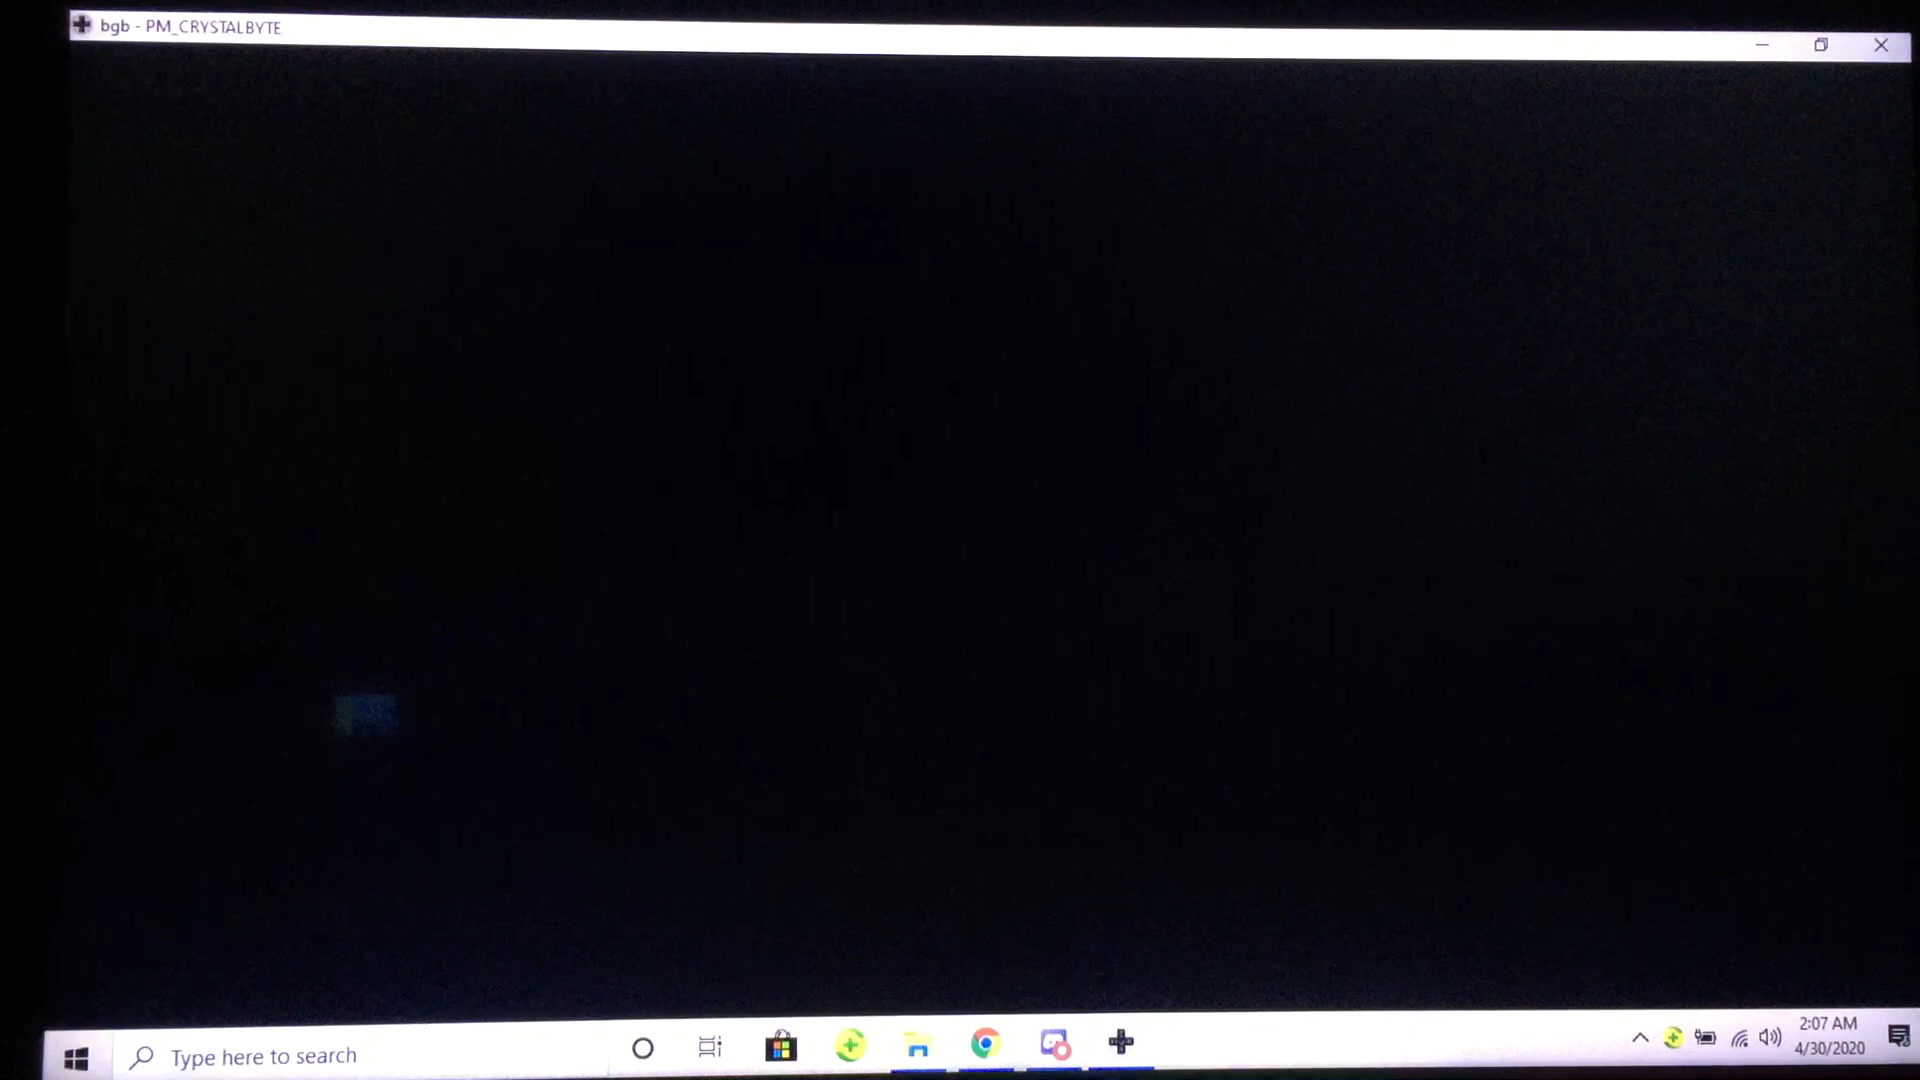 bgb - PM_CRYSTALBYTE
Type here to search
2:07 AM
4/30/2020